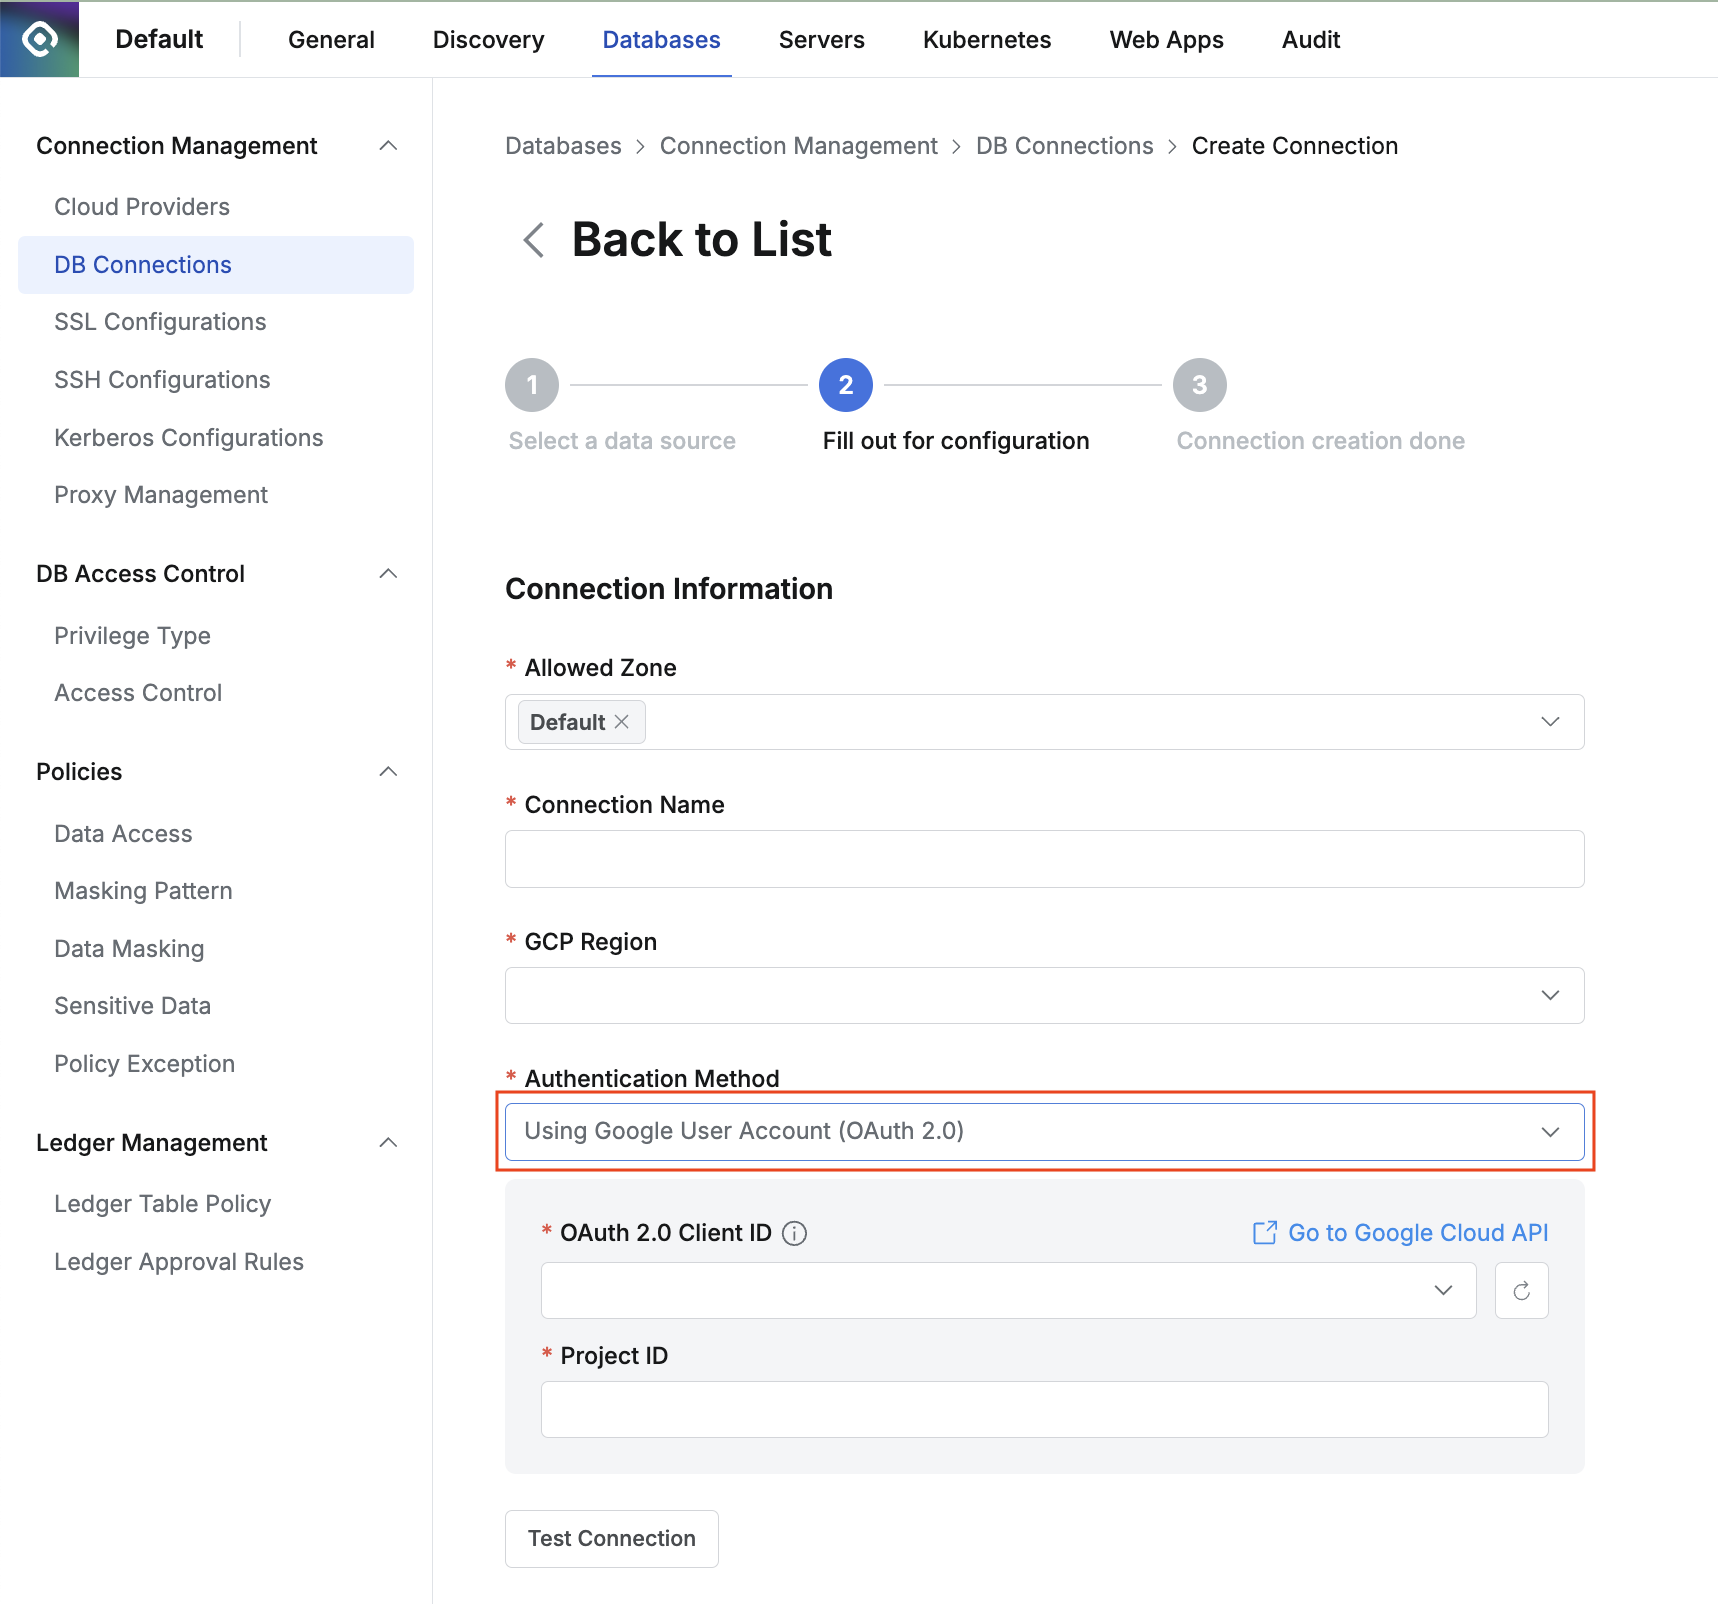 Default
General
Discovery
Databases
Servers
Kubernetes
Web Apps
Audit
Connection Management
Cloud Providers
DB Connections
SSL Configurations
SSH Configurations
Kerberos Configurations
Proxy Management
DB Access Control
Privilege Type
Access Control
Policies
Data Access
Masking Pattern
Data Masking
Sensitive Data
Policy Exception
Ledger Management
Ledger Table Policy
Ledger Approval Rules
Databases > Connection Management > DB Connections > Create Connection
Back to List
1
Select a data source
2
Fill out for configuration
3
Connection creation done
Connection Information
* Allowed Zone
Default
* Connection Name
* GCP Region
* Authentication Method
Using Google User Account (OAuth 2.0)
* OAuth 2.0 Client ID
Go to Google Cloud API
* Project ID
Test Connection